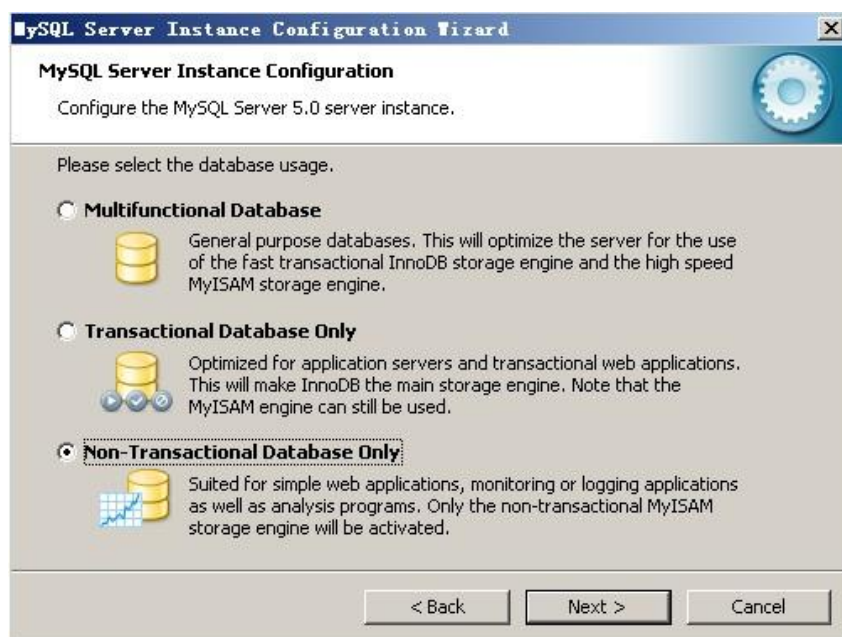 MySQL Server Instance Configuration Wizard
MySQL Server Instance Configuration
Configure the MySQL Server 5.0 server instance.
Please select the database usage.
Multifunctional Database
General purpose databases. This will optimize the server for the use
of the fast transactional InnoDB storage engine and the high speed
MyISAM storage engine.
Transactional Database Only
Optimized for application servers and transactional web applications.
This will make InnoDB the main storage engine. Note that the
MyISAM engine can still be used.
Non-Transactional Database Only
Suited for simple web applications, monitoring or logging applications
as well as analysis programs. Only the non-transactional MyISAM
storage engine will be activated.
< Back
Next >
Cancel